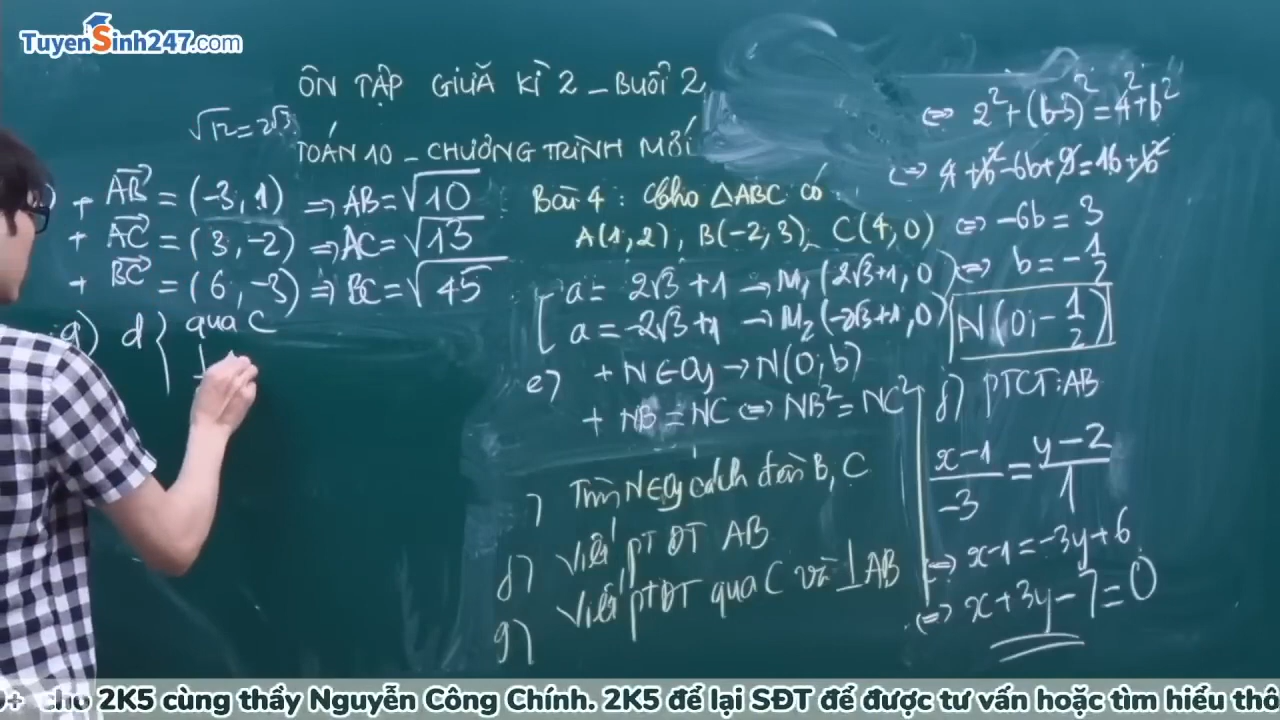 TuyenSinh247.com
ÔN TẬP GIỮA KÌ 2 _ BUỔI 2
√12 = 2√3
TOÁN 10 _ CHƯƠNG TRÌNH MỚI
+ AB = (-3, 1) ⇒ AB = √10
+ AC = (3, -2) ⇒ AC = √13
+ BC = (6, -3) ⇒ BC = √45
g) d { qua C
⊥
Bài 4 : Cho △ABC có
A(1, 2), B(-2, 3), C(4, 0)
[ a = 2√3 + 1 → M₁(2√3+1, 0)
a = -2√3 + 1 → M₂(-2√3+1, 0)
e) + N ∈ Oy → N(0; b)
+ NB = NC ⇔ NB² = NC²
) Tìm N ∈ Oy cách đều B, C
f) Viết PT ĐT AB
g) Viết PTĐT qua C và ⊥ AB
⇔ 2² + (b-3)² = 4² + b²
⇔ 4 + b² - 6b + 9 = 16 + b²
⇔ -6b = 3
⇔ b = -1/2
N(0; -1/2)
f) PTCT: AB
x-1/-3 = y-2/1
⇔ x-1 = -3y+6
⇔ x + 3y - 7 = 0
cho 2K5 cùng thầy Nguyễn Công Chính. 2K5 để lại SĐT để được tư vấn hoặc tìm hiểu thô